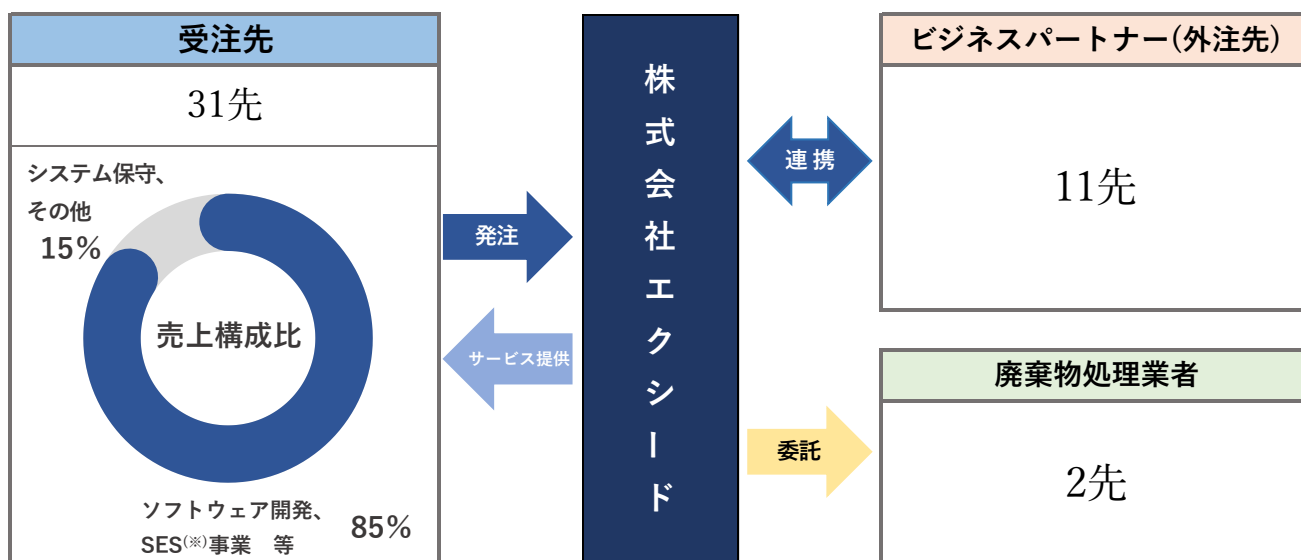 受注先
31先
システム保守、
その他
15%
売上構成比
ソフトウェア開発、
SES(※)事業　等
85%
発注
サービス提供
株式会社エクシード
連携
委託
ビジネスパートナー(外注先)
11先
廃棄物処理業者
2先